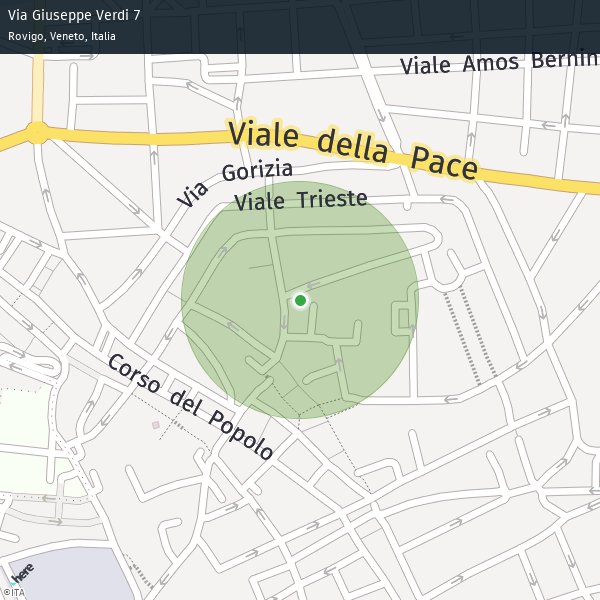 Via Giuseppe Verdi 7
Rovigo, Veneto, Italia
Viale Amos Bernin
Viale della Pace
Via Gorizia
Viale Trieste
Corso del Popolo
here
©ITA